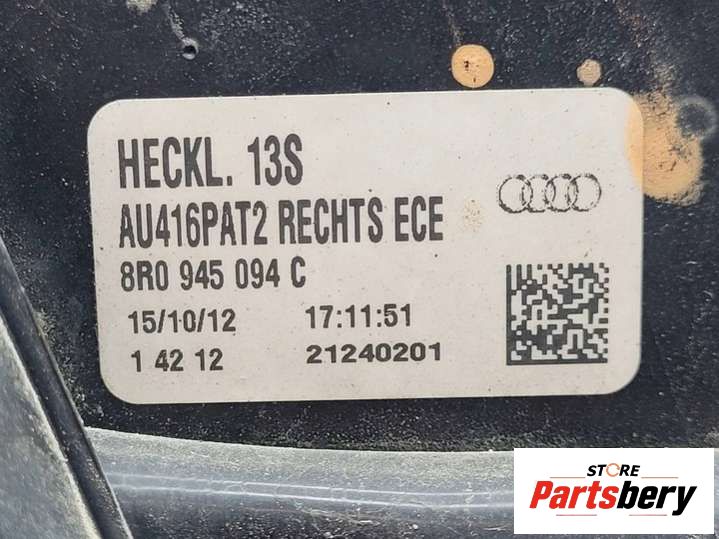 HECKL. 13S
AU416PAT2 RECHTS ECE
8R0 945 094 C
15/10/12 17:11:51
1 42 12 21240201
STORE
Partsbery